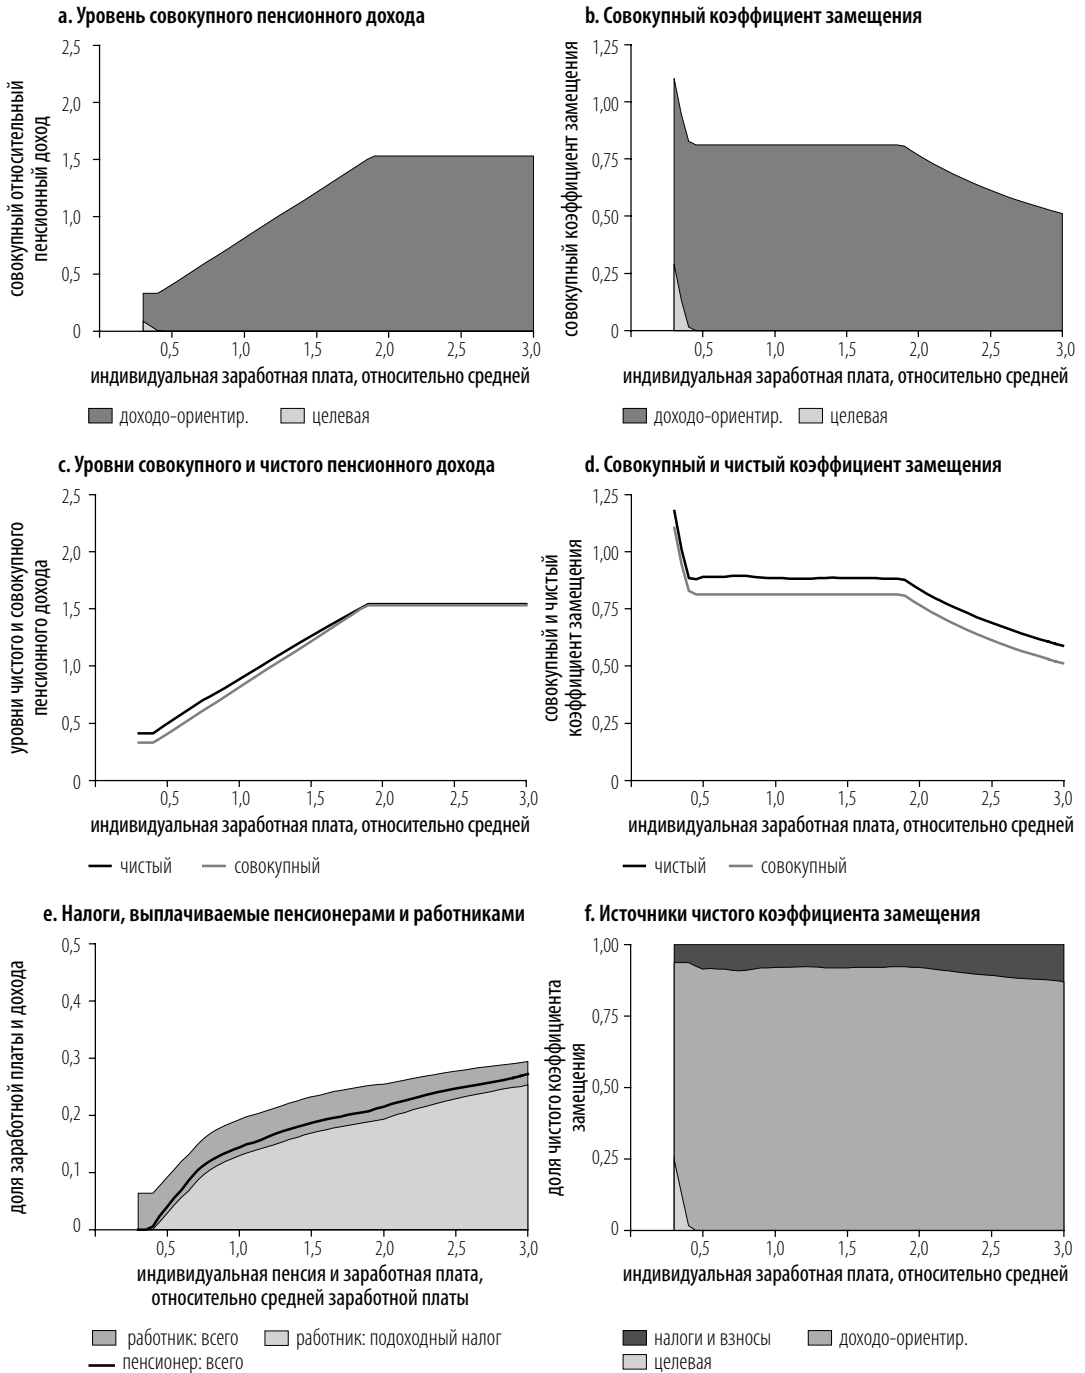 a. Уровень совокупного пенсионного дохода
совокупный относительный
пенсионный доход
2,5
2,0
1,5
1,0
0,5
0
0,5 1,0 1,5 2,0 2,5 3,0
индивидуальная заработная плата, относительно средней
доходо-ориентир. целевая
b. Совокупный коэффициент замещения
совокупный коэффициент замещения
1,25
1,00
0,75
0,50
0,25
0
0,5 1,0 1,5 2,0 2,5 3,0
индивидуальная заработная плата, относительно средней
доходо-ориентир. целевая
c. Уровни совокупного и чистого пенсионного дохода
уровни чистого и совокупного
пенсионного дохода
2,5
2,0
1,5
1,0
0,5
0
0,5 1,0 1,5 2,0 2,5 3,0
индивидуальная заработная плата, относительно средней
чистый совокупный
d. Совокупный и чистый коэффициент замещения
совокупный и чистый
коэффициент замещения
1,25
1,00
0,75
0,50
0,25
0
0,5 1,0 1,5 2,0 2,5 3,0
индивидуальная заработная плата, относительно средней
чистый совокупный
e. Налоги, выплачиваемые пенсионерами и работниками
доля заработной платы и дохода
0,5
0,4
0,3
0,2
0,1
0
0,5 1,0 1,5 2,0 2,5 3,0
индивидуальная пенсия и заработная плата,
относительно средней заработной платы
работник: всего работник: подоходный налог
пенсионер: всего
f. Источники чистого коэффициента замещения
доля чистого коэффициента
замещения
1,00
0,75
0,50
0,25
0
0,5 1,0 1,5 2,0 2,5 3,0
индивидуальная заработная плата, относительно средней
налоги и взносы доходо-ориентир.
целевая